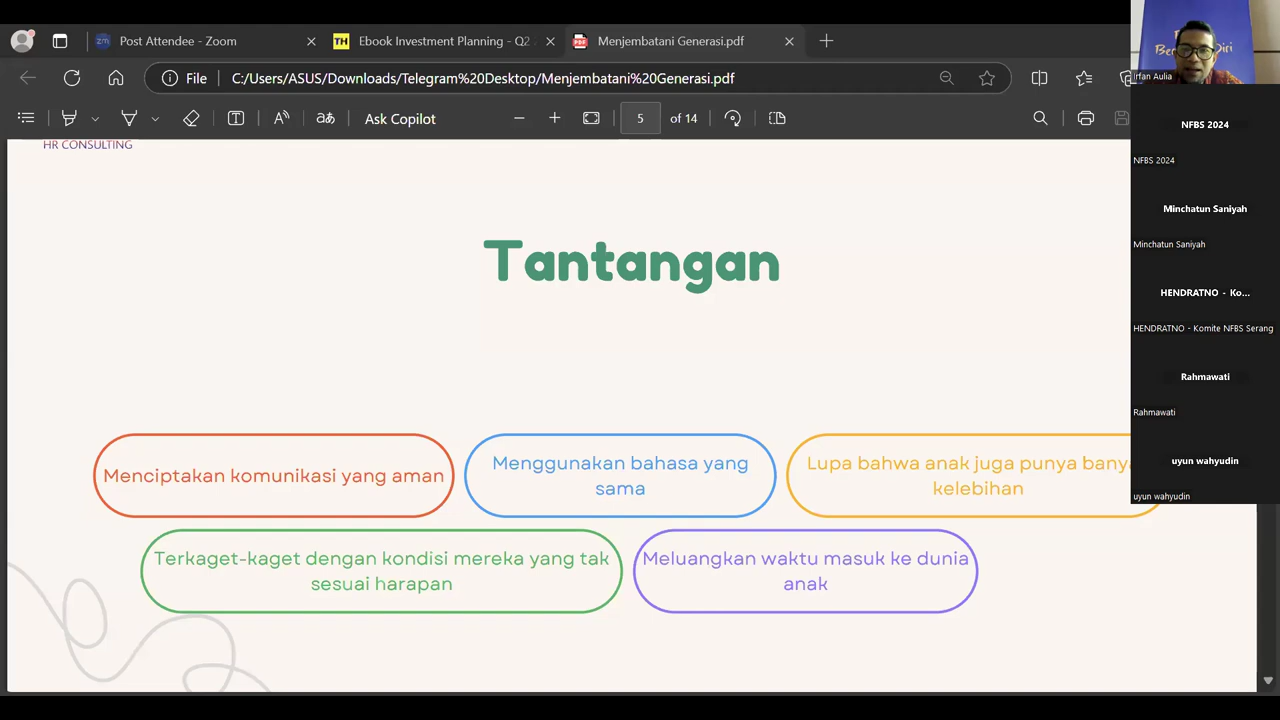 Post Attendee - Zoom
Ebook Investment Planning - Q2
Menjembatani Generasi.pdf
File
C:/Users/ASUS/Downloads/Telegram%20Desktop/Menjembatani%20Generasi.pdf
Ask Copilot
5 of 14
HR CONSULTING
Tantangan
Menciptakan komunikasi yang aman
Menggunakan bahasa yang
sama
Lupa bahwa anak juga punya
kelebihan
Terkaget-kaget dengan kondisi mereka yang tak
sesuai harapan
Meluangkan waktu masuk ke dunia
anak
Irfan Aulia
NFBS 2024
NFBS 2024
Minchatun Saniyah
Minchatun Saniyah
HENDRATNO - Ko...
HENDRATNO - Komite NFBS Serang
Rahmawati
Rahmawati
uyun wahyudin
uyun wahyudin